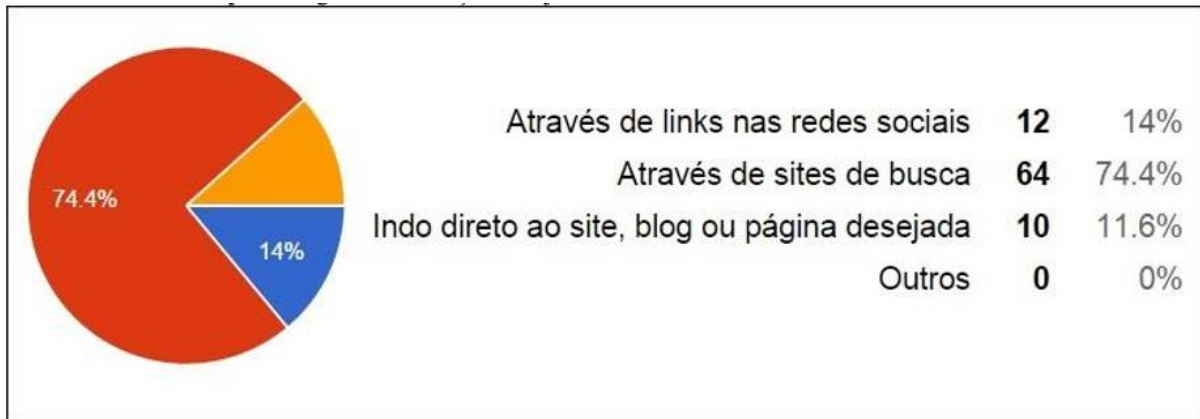 74.4%
14%
Através de links nas redes sociais 12 14%
Através de sites de busca 64 74.4%
Indo direto ao site, blog ou página desejada 10 11.6%
Outros 0 0%